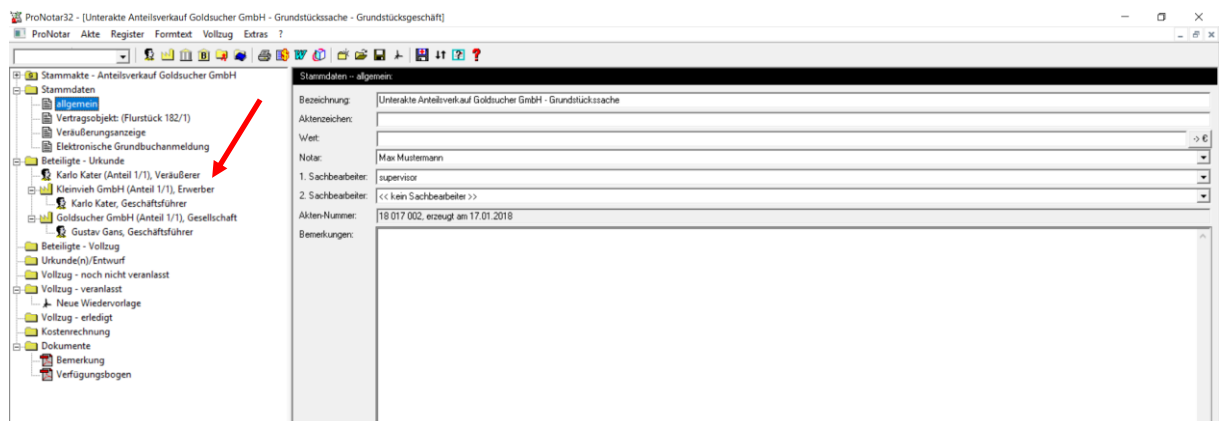 ProNotar32 - [Unterakte Anteilsverkauf Goldsucher GmbH - Grundstückssache - Grundstücksgeschäft]
ProNotar Akte Register Formtext Vollzug Extras ?
Stammakte - Anteilsverkauf Goldsucher GmbH
Stammdaten
allgemein
Vertragsobjekt: (Flurstück 182/1)
Veräußerungsanzeige
Elektronische Grundbuchanmeldung
Beteiligte - Urkunde
Karlo Kater (Anteil 1/1), Veräußerer
Kleinvieh GmbH (Anteil 1/1), Erwerber
Karlo Kater, Geschäftsführer
Goldsucher GmbH (Anteil 1/1), Gesellschaft
Gustav Gans, Geschäftsführer
Beteiligte - Vollzug
Urkunde(n)/Entwurf
Vollzug - noch nicht veranlasst
Vollzug - veranlasst
Neue Wiedervorlage
Vollzug - erledigt
Kostenrechnung
Dokumente
Bemerkung
Verfügungsbogen
Stammdaten -- allgemein:
Bezeichnung: Unterakte Anteilsverkauf Goldsucher GmbH - Grundstückssache
Aktenzeichen:
Wert: -> €
Notar: Max Mustermann
1. Sachbearbeiter: supervisor
2. Sachbearbeiter: << kein Sachbearbeiter >>
Akten-Nummer: 18 017 002, erzeugt am 17.01.2018
Bemerkungen: